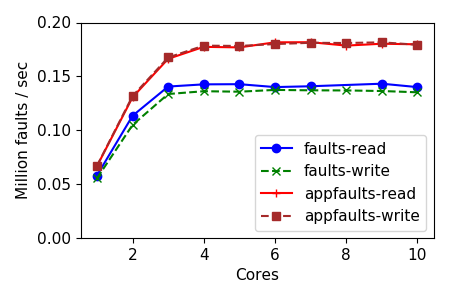 0.20
0.15
0.10
0.05
0.00
Million faults / sec
faults-read
faults-write
appfaults-read
appfaults-write
2 4 6 8 10
Cores